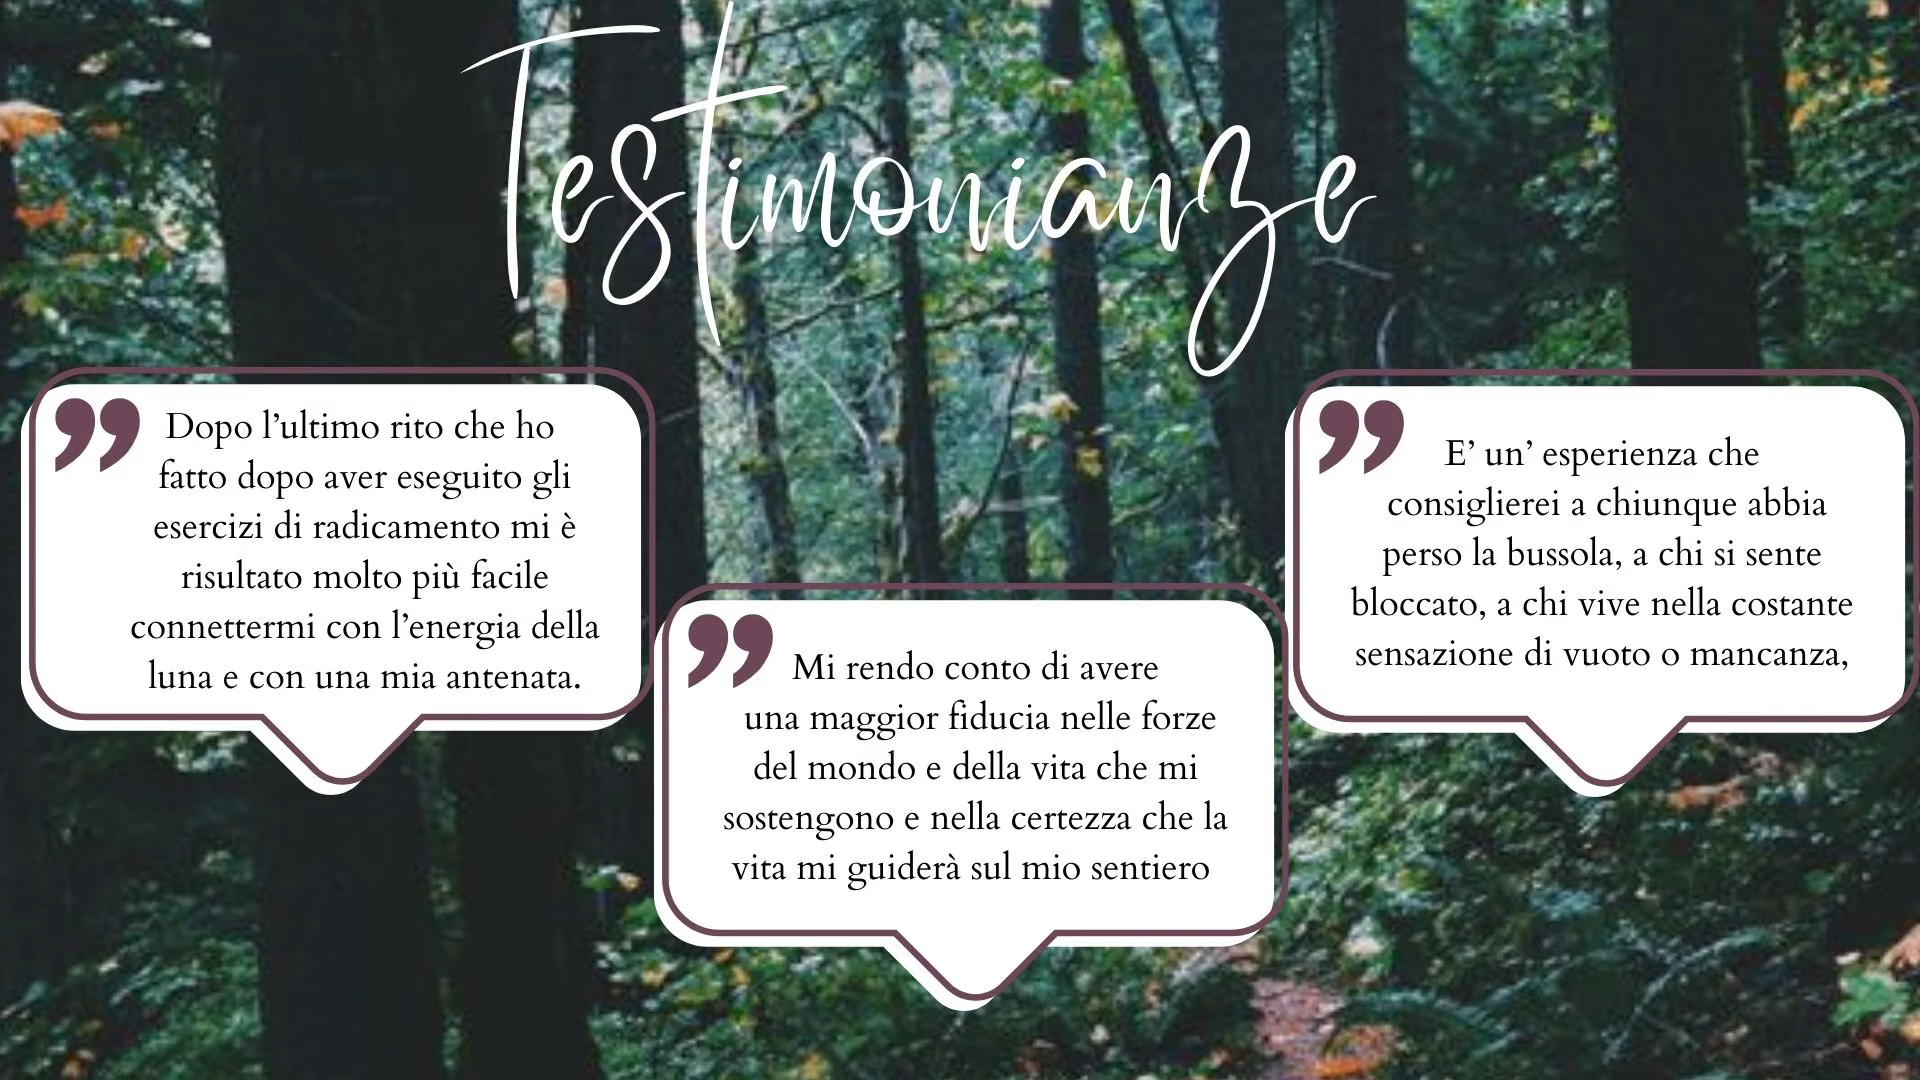 Testimonianze
Dopo l’ultimo rito che ho
fatto dopo aver eseguito gli
esercizi di radicamento mi è
risultato molto più facile
connettermi con l’energia della
luna e con una mia antenata.
Mi rendo conto di avere
una maggior fiducia nelle forze
del mondo e della vita che mi
sostengono e nella certezza che la
vita mi guiderà sul mio sentiero
E’ un’ esperienza che
consiglierei a chiunque abbia
perso la bussola, a chi si sente
bloccato, a chi vive nella costante
sensazione di vuoto o mancanza,